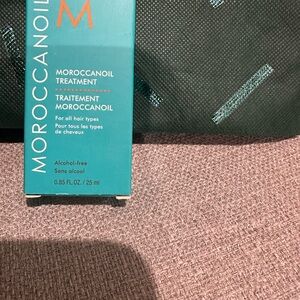 MOROCCANOIL
M
MOROCCANOIL
TREATMENT
TRAITEMENT
MOROCCANOIL
For all hair types
Pour tous les types
de cheveux
Alcohol-free
Sans alcool
0.85 FL.OZ. / 25 ml